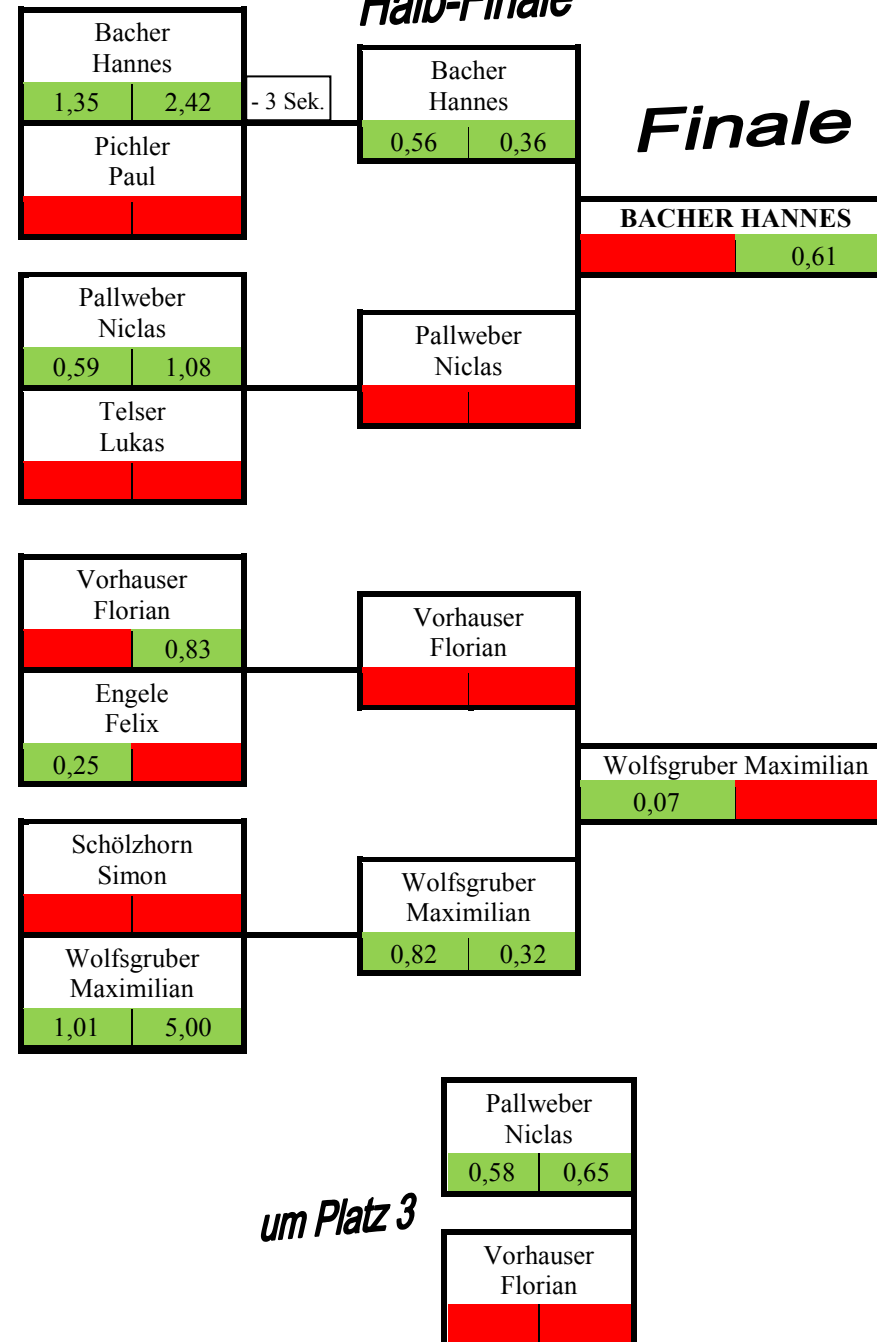 Halb-Finale
Bacher
Hannes
1,35 2,42
- 3 Sek.
Pichler
Paul
Bacher
Hannes
0,56 0,36
Finale
BACHER HANNES
0,61
Pallweber
Niclas
0,59 1,08
Telser
Lukas
Pallweber
Niclas
Vorhauser
Florian
0,83
Engele
Felix
0,25
Vorhauser
Florian
Wolfsgruber Maximilian
0,07
Schölzhorn
Simon
Wolfsgruber
Maximilian
1,01 5,00
Wolfsgruber
Maximilian
0,82 0,32
um Platz 3
Pallweber
Niclas
0,58 0,65
Vorhauser
Florian